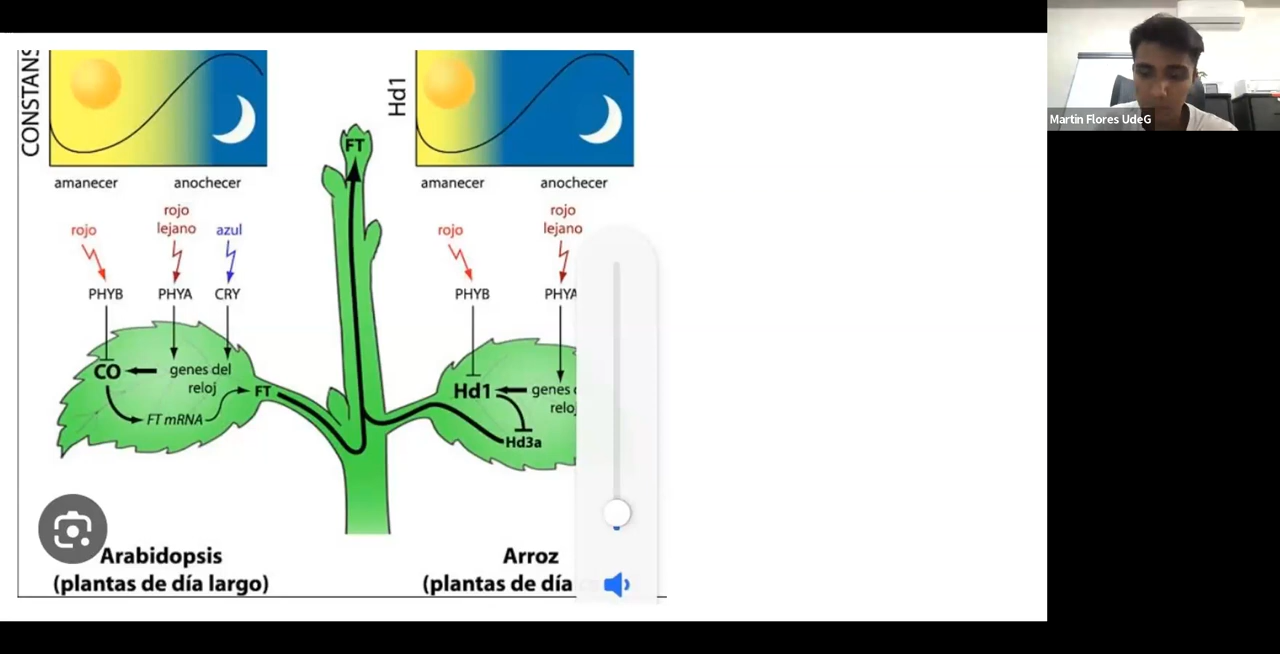 CONSTANS
amanecer
anochecer
rojo
rojo
lejano
azul
PHYB
PHYA
CRY
CO
genes del
reloj
FT mRNA
FT
Arabidopsis
(plantas de día largo)
FT
Hd1
amanecer
anochecer
rojo
rojo
lejano
PHYB
PHYA
Hd1
genes
Hd3a
Arroz
(plantas de día
Martin Flores UdeG